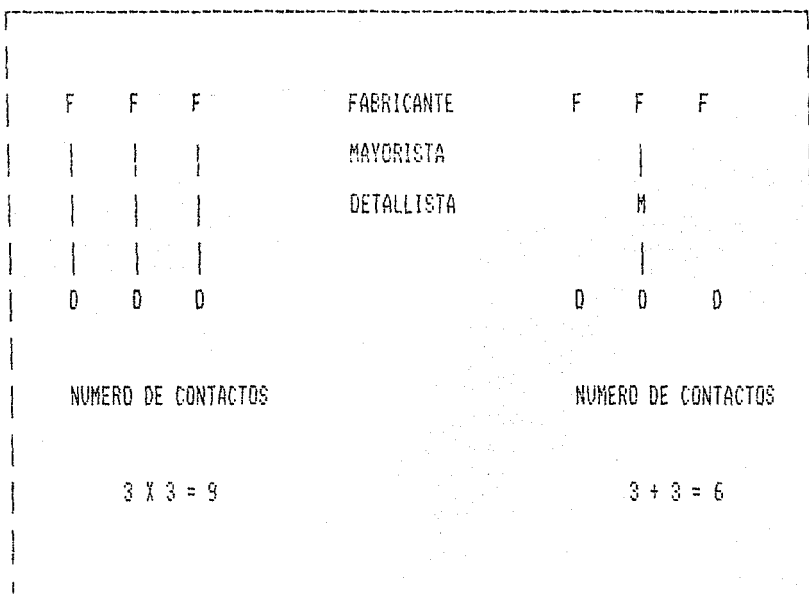 F F F FABRICANTE F F F
MAYORISTA
DETALLISTA M
D D D D D D
NUMERO DE CONTACTOS NUMERO DE CONTACTOS
3 X 3 = 9 3 + 3 = 6